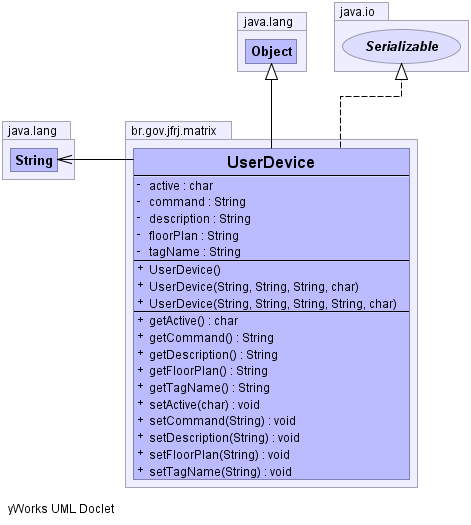 java.lang
Object
java.io
Serializable
java.lang
String
br.gov.jfrj.matrix
UserDevice
- active : char
- command : String
- description : String
- floorPlan : String
- tagName : String
+ UserDevice()
+ UserDevice(String, String, String, char)
+ UserDevice(String, String, String, String, char)
+ getActive() : char
+ getCommand() : String
+ getDescription() : String
+ getFloorPlan() : String
+ getTagName() : String
+ setActive(char) : void
+ setCommand(String) : void
+ setDescription(String) : void
+ setFloorPlan(String) : void
+ setTagName(String) : void
yWorks UML Doclet